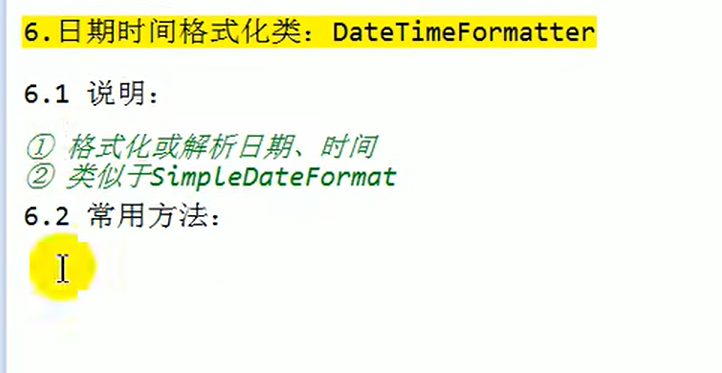 6.日期时间格式化类：DateTimeFormatter
6.1 说明：
① 格式化或解析日期、时间
② 类似于SimpleDateFormat
6.2 常用方法：